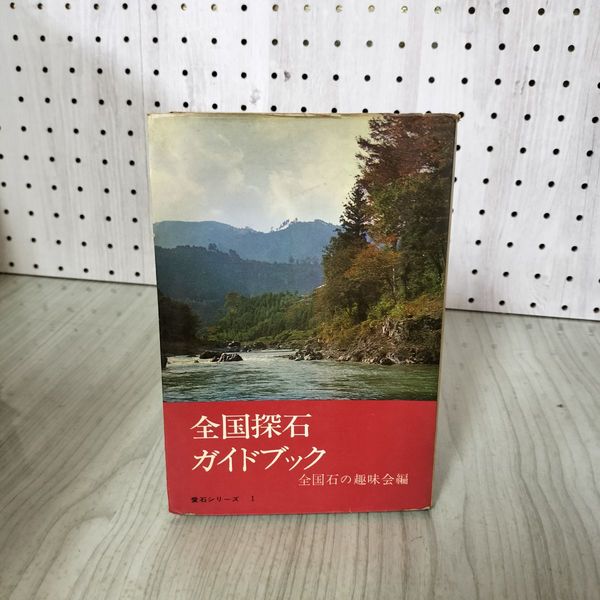 全国探石
ガイドブック
全国石の趣味会編
愛石シリーズ 1